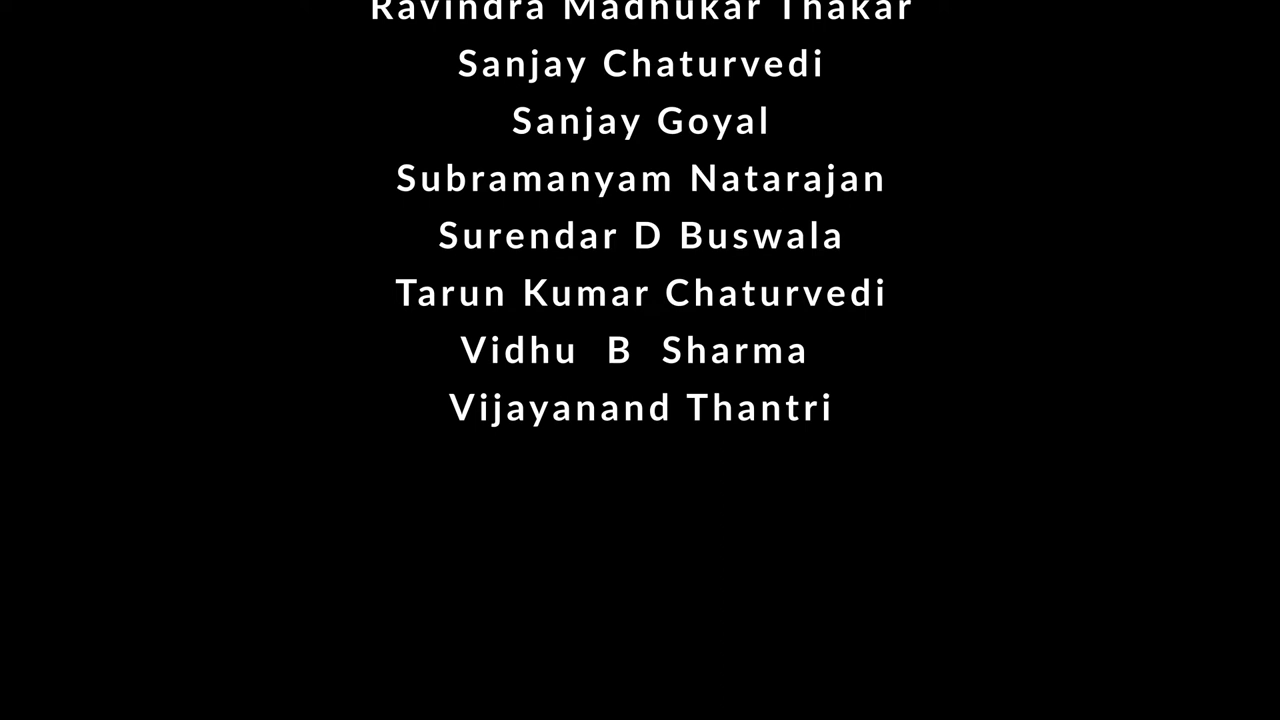 Ravindra Madhukar Thakar
Sanjay Chaturvedi
Sanjay Goyal
Subramanyam Natarajan
Surendar D Buswala
Tarun Kumar Chaturvedi
Vidhu B Sharma
Vijayanand Thantri